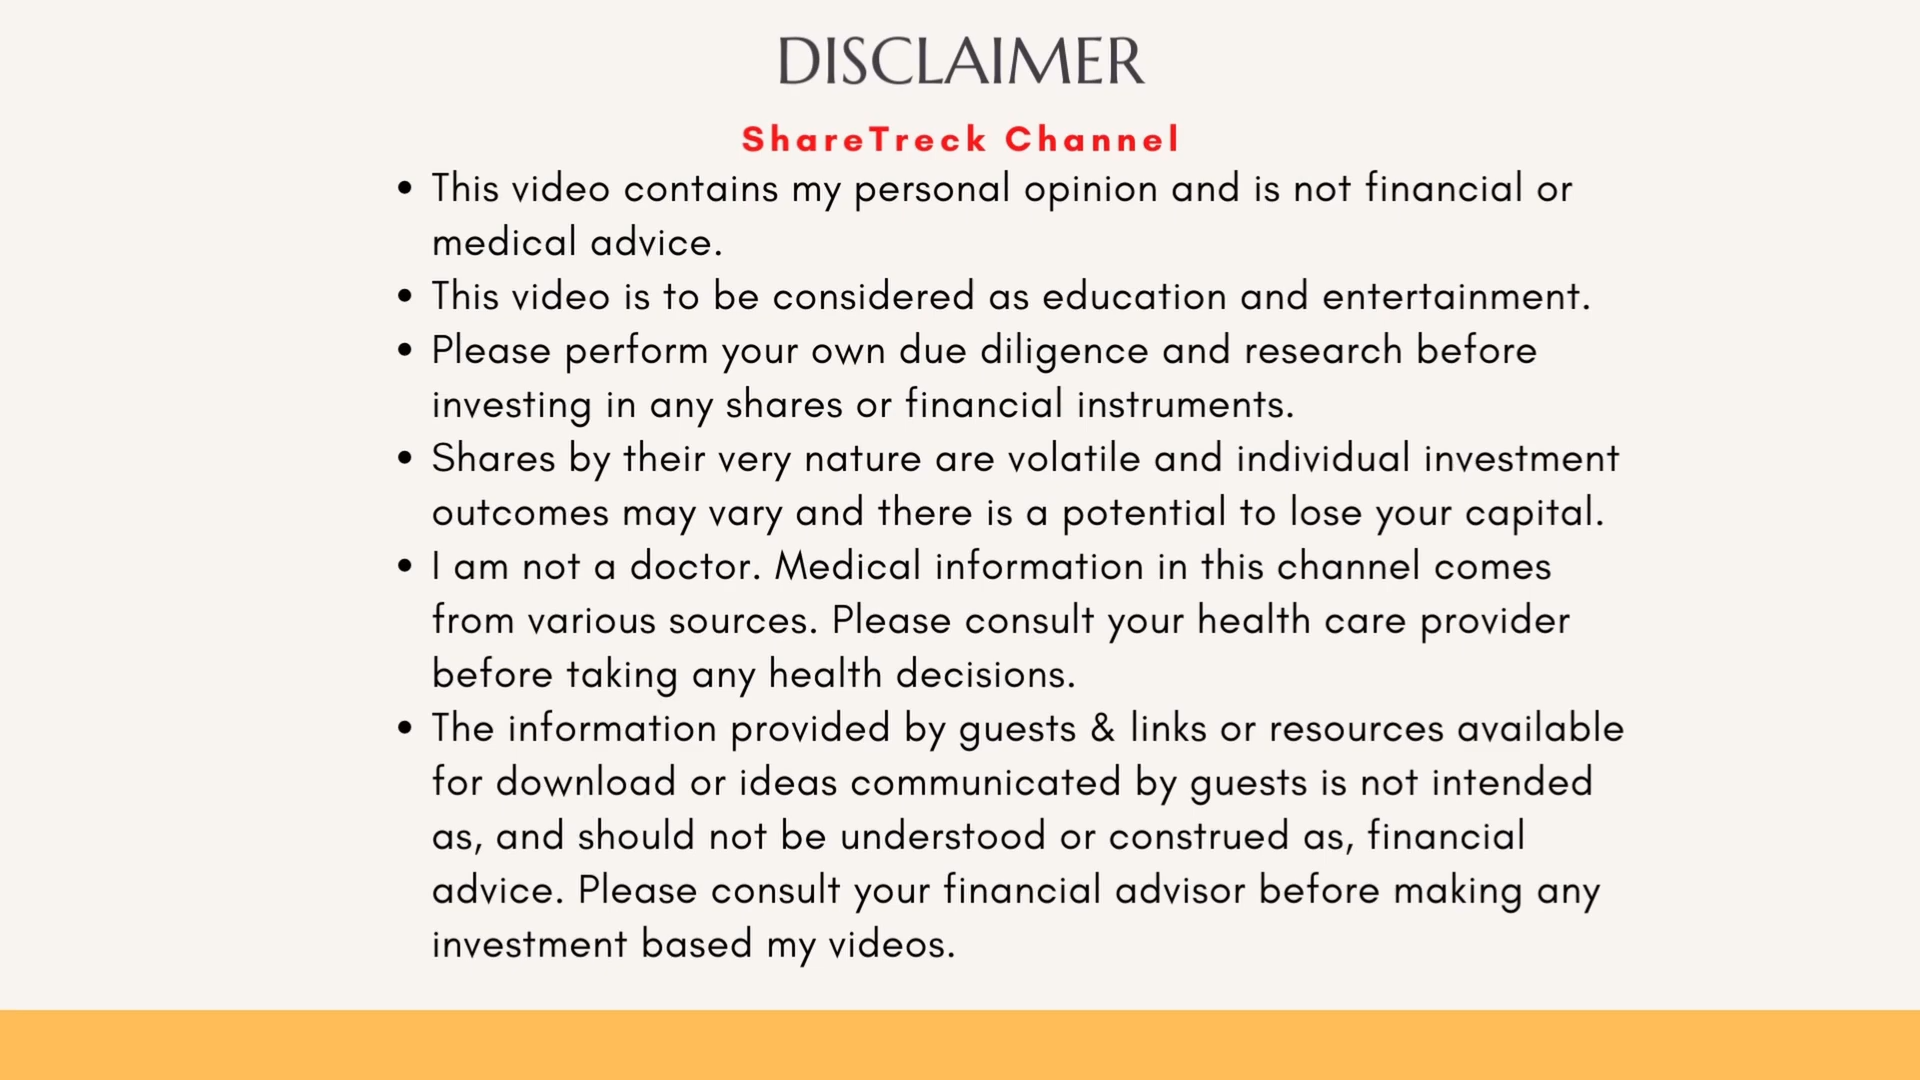 DISCLAIMER
ShareTreck Channel
• This video contains my personal opinion and is not financial or
medical advice.
• This video is to be considered as education and entertainment.
• Please perform your own due diligence and research before
investing in any shares or financial instruments.
• Shares by their very nature are volatile and individual investment
outcomes may vary and there is a potential to lose your capital.
• I am not a doctor. Medical information in this channel comes
from various sources. Please consult your health care provider
before taking any health decisions.
• The information provided by guests & links or resources available
for download or ideas communicated by guests is not intended
as, and should not be understood or construed as, financial
advice. Please consult your financial advisor before making any
investment based my videos.